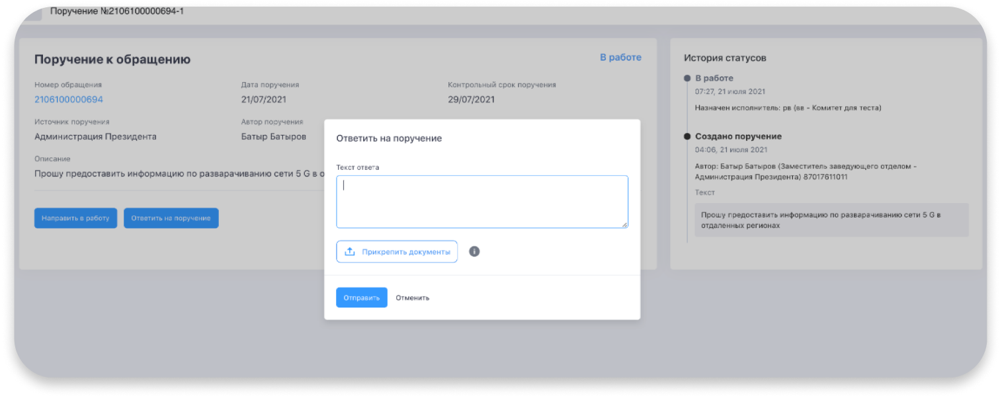 Поручение №2106100000694-1
Поручение к обращению
В работе
Номер обращения
Дата поручения
Контрольный срок поручения
2106100000694
21/07/2021
29/07/2021
Источник поручения
Автор поручения
Администрация Президента
Батыр Батыров
Описание
Прошу предоставить информацию по разварачиванию сети 5 G в о
Направить в работу
Ответить на поручение
Ответить на поручение
Текст ответа
Прикрепить документы
Отправить
Отменить
История статусов
В работе
07:27, 21 июля 2021
Назначен исполнитель: рв (вв - Комитет для теста)
Создано поручение
04:06, 21 июля 2021
Автор: Батыр Батыров (Заместитель заведующего отделом -
Администрация Президента) 87017611011
Текст
Прошу предоставить информацию по разварачиванию сети 5 G в
отдаленных регионах